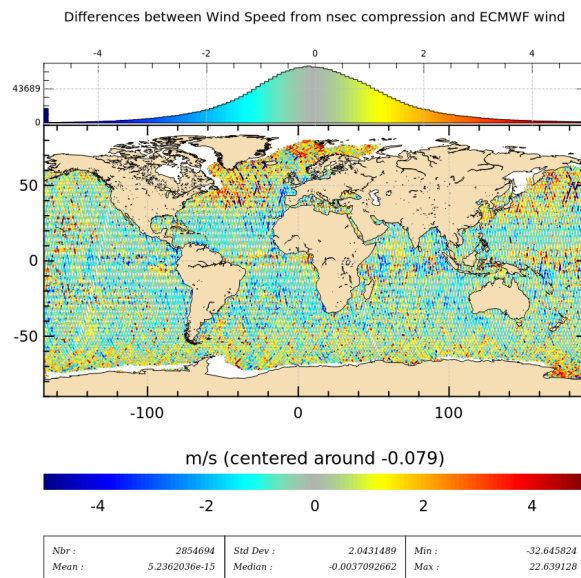 Differences between Wind Speed from nsec compression and ECMWF wind
-4 -2 0 2 4
43689
0
50
0
-50
-100 0 100
m/s (centered around -0.079)
-4 -2 0 2 4
Nbr : 2854694 Std Dev : 2.0431489 Min : -32.645824
Mean : 5.2362036e-15 Median : -0.0037092662 Max : 22.639128